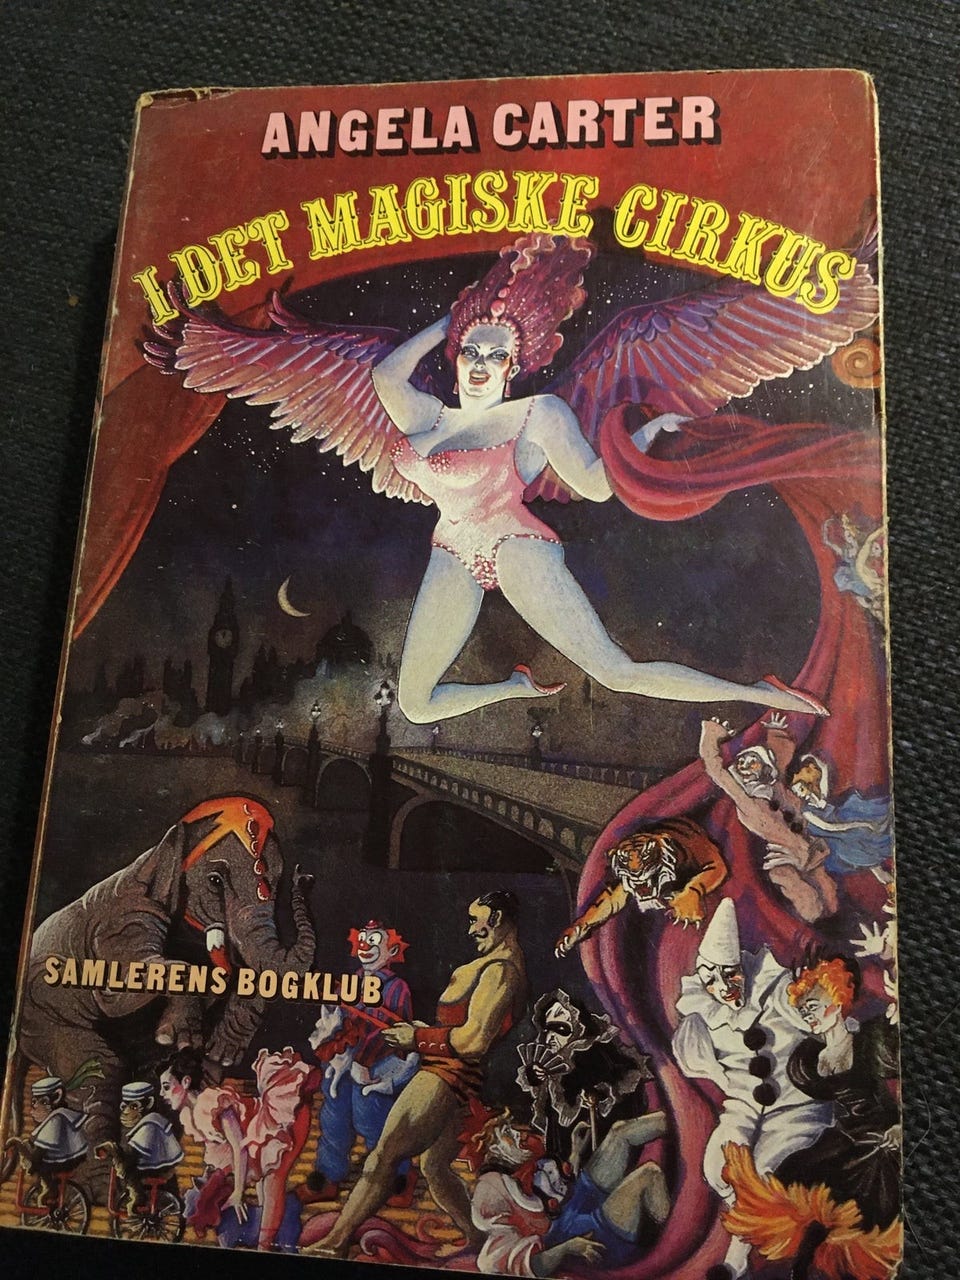 ANGELA CARTER
I DET MAGISKE CIRKUS
SAMLERENS BOGKLUB